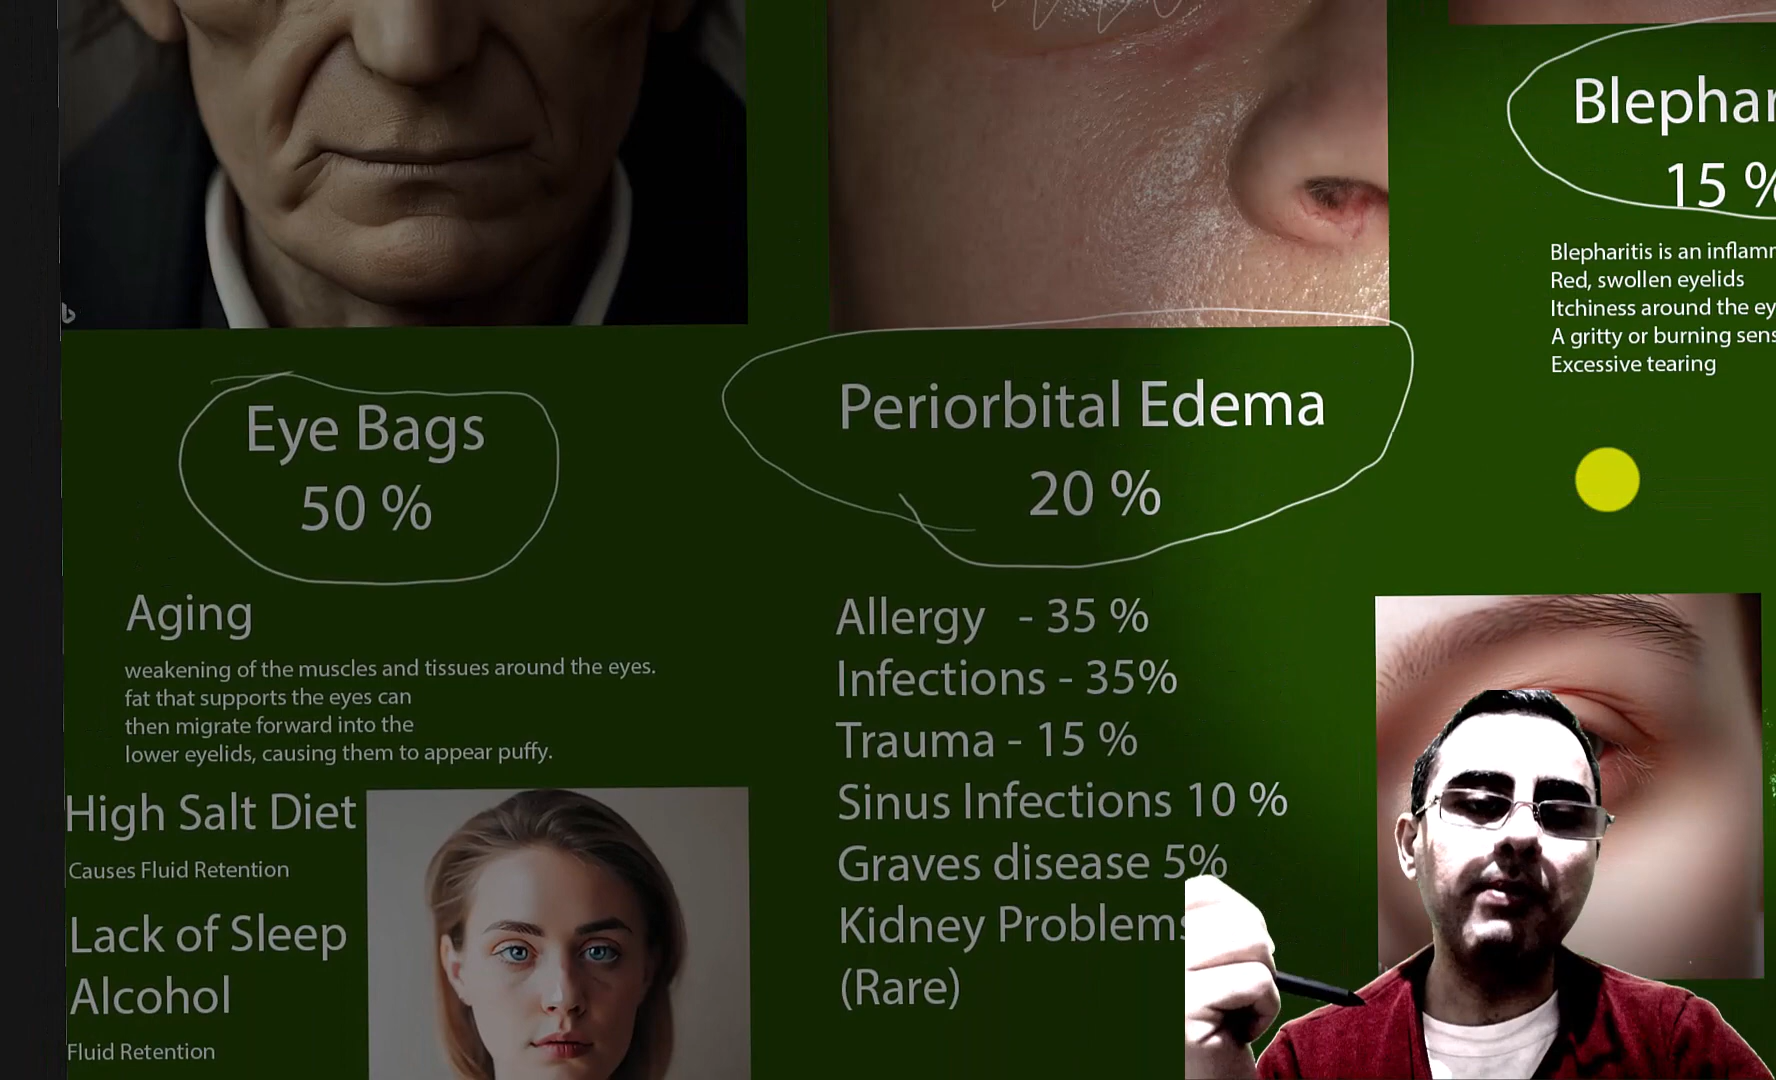 Eye Bags
50 %
Aging
weakening of the muscles and tissues around the eyes.
fat that supports the eyes can
then migrate forward into the
lower eyelids, causing them to appear puffy.
High Salt Diet
Causes Fluid Retention
Lack of Sleep
Alcohol
Fluid Retention
Periorbital Edema
20 %
Allergy - 35 %
Infections - 35%
Trauma - 15 %
Sinus Infections 10 %
Graves disease 5%
Kidney Problems
(Rare)
15 %
Blepharitis is an
Red, swollen eyelids
Itchiness around the
A gritty or burning
Excessive tearing